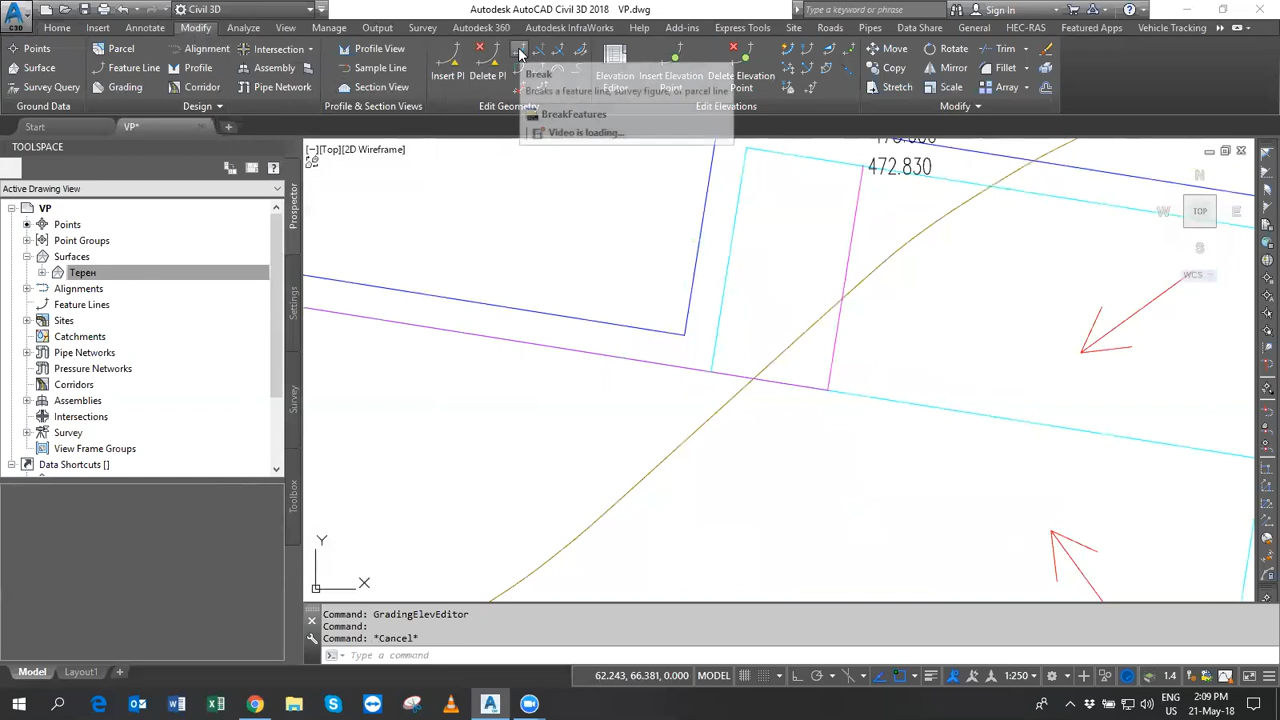 Civil 3D
Autodesk AutoCAD Civil 3D 2018 VP.dwg
Type a keyword or phrase
Sign In
C3D
Home Insert Annotate Modify Analyze View Manage Output Survey Autodesk 360 Autodesk InfraWorks Help Add-ins Express Tools Site Roads Piping General HEC-RAS Featured Apps
Points Parcel Alignment Intersection Profile View Move Rotate Trim
Surface Feature Line Profile Assembly Sample Line Insert PI Delete PI Elevation Editor Insert Elevation Point Delete Elevation Point Copy Mirror Fillet
Survey Query Grading Corridor Pipe Network Section View Stretch Scale Array
Ground Data Design Profile & Section Views Edit Geometry Edit Elevations Modify
Break
Breaks a feature line, survey figure, or parcel line
BreakFeatures
Video is loading...
Start VP*
TOOLSPACE
Active Drawing View
VP
Points
Point Groups
Surfaces
Терен
Alignments
Feature Lines
Sites
Catchments
Pipe Networks
Pressure Networks
Corridors
Assemblies
Intersections
Survey
View Frame Groups
Data Shortcuts []
Prospector
Settings
Survey
Toolbox
[−][Top][2D Wireframe]
472.830
N
W TOP E
S
WCS
Y
X
Command: GradingElevEditor
Command:
Command: *Cancel*
Type a command
Model Layout1
62.243, 66.381, 0.000 MODEL 1:250 1.4
ENG
US
2:09 PM
21-May-18